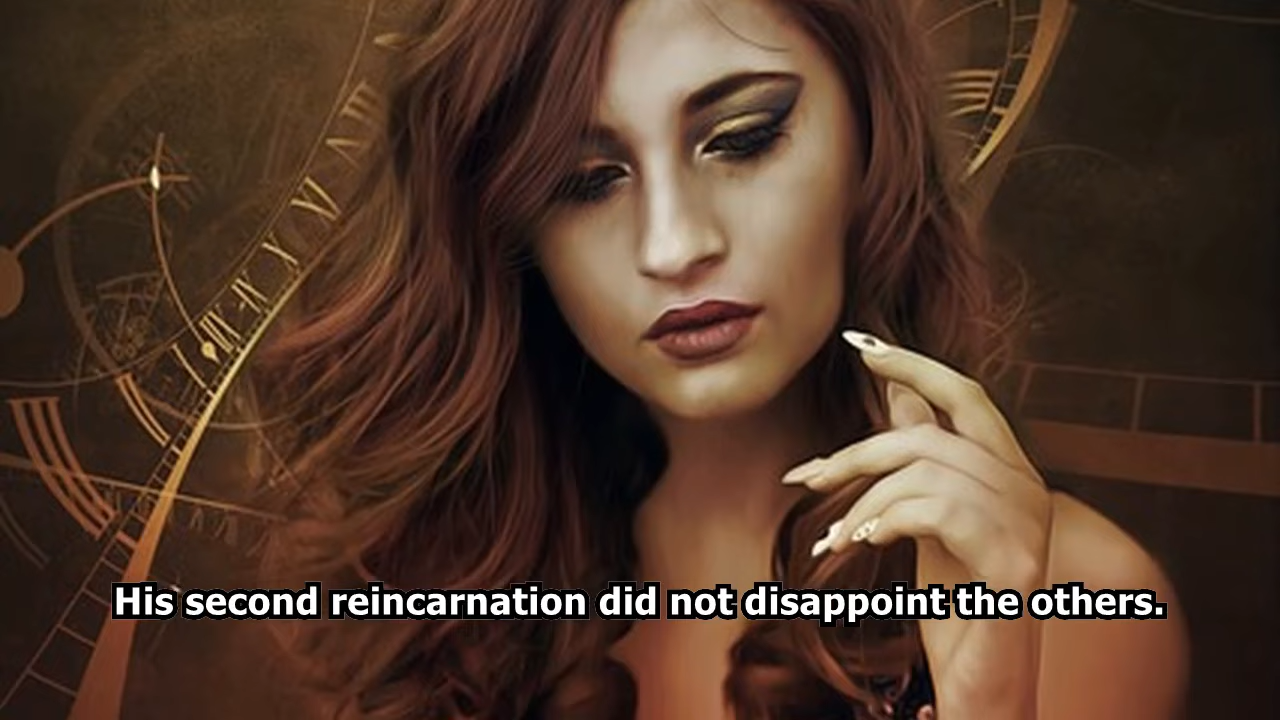 His second reincarnation did not disappoint the others.